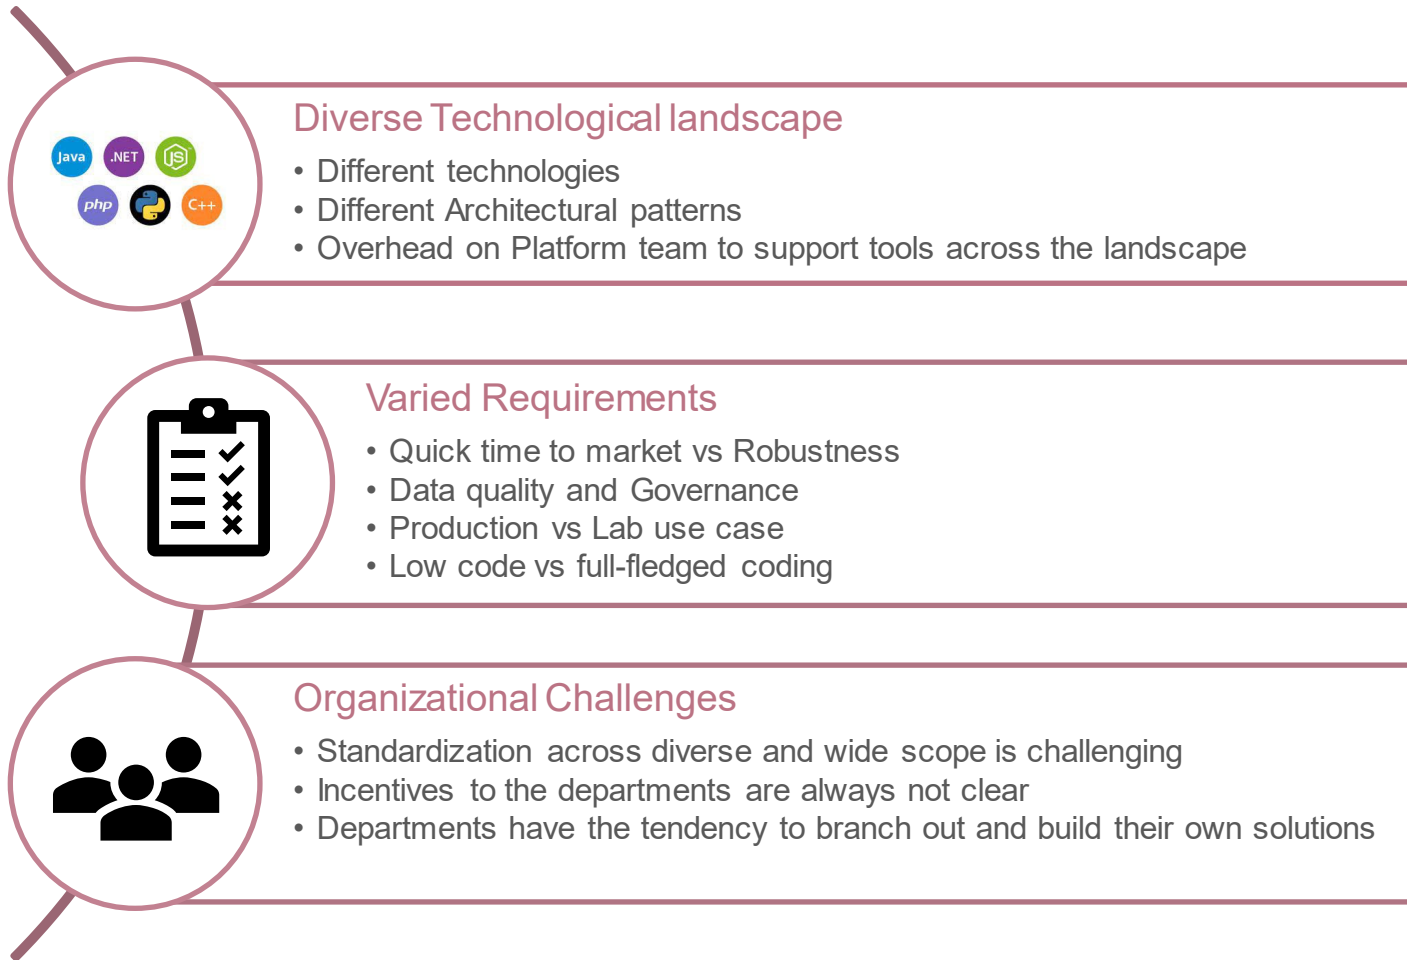 Java .NET JS
php C++
Diverse Technological landscape
• Different technologies
• Different Architectural patterns
• Overhead on Platform team to support tools across the landscape
Varied Requirements
• Quick time to market vs Robustness
• Data quality and Governance
• Production vs Lab use case
• Low code vs full-fledged coding
Organizational Challenges
• Standardization across diverse and wide scope is challenging
• Incentives to the departments are always not clear
• Departments have the tendency to branch out and build their own solutions